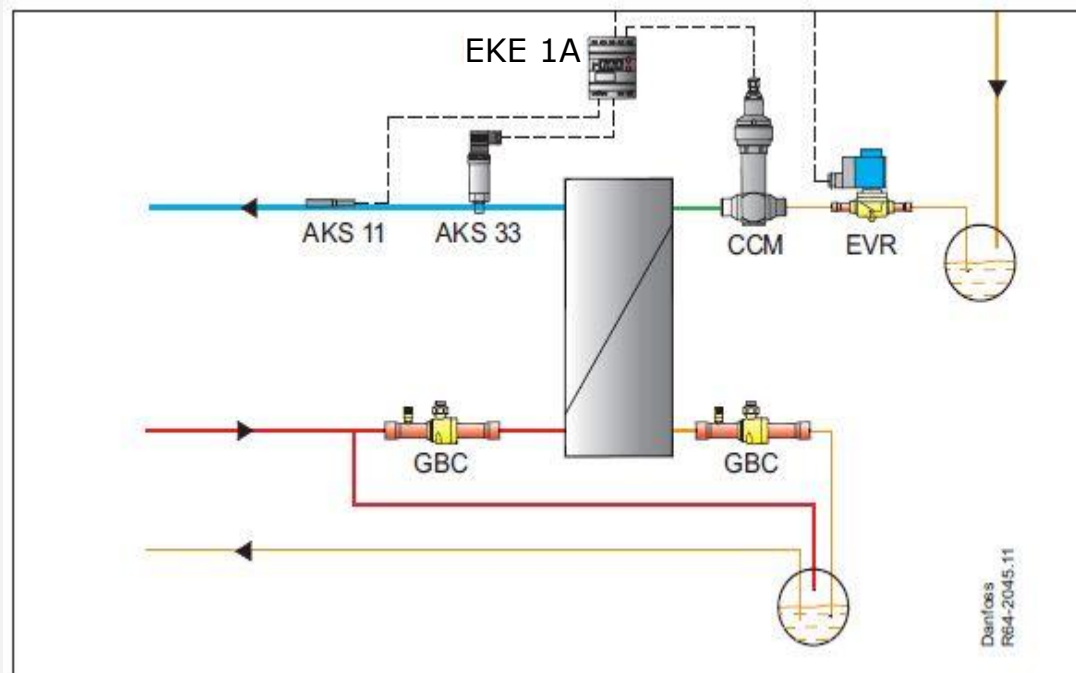 EKE 1A
AKS 11
AKS 33
CCM
EVR
GBC
GBC
Danfoss
R64-2045.11